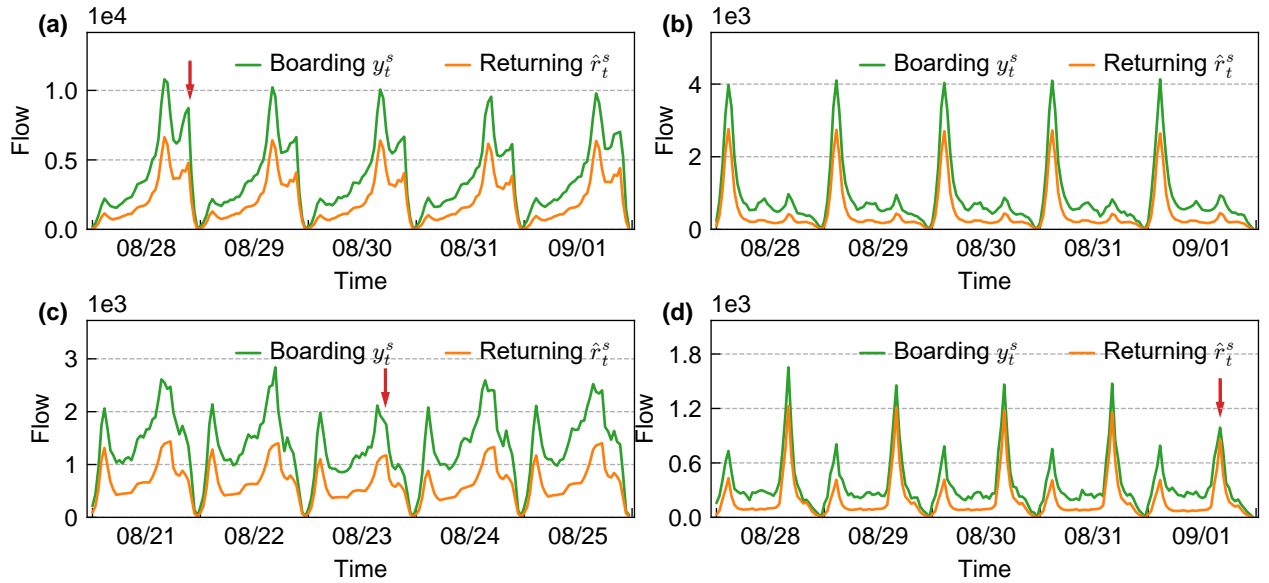 (a)
1e4
Boarding $y_t^s$
Returning $\hat{r}_t^s$
Flow
1.0
0.5
0.0
08/28
08/29
08/30
08/31
09/01
Time
(b)
1e3
Boarding $y_t^s$
Returning $\hat{r}_t^s$
Flow
4
2
0
08/28
08/29
08/30
08/31
09/01
Time
(c)
1e3
Boarding $y_t^s$
Returning $\hat{r}_t^s$
Flow
3
2
1
0
08/21
08/22
08/23
08/24
08/25
Time
(d)
1e3
Boarding $y_t^s$
Returning $\hat{r}_t^s$
Flow
1.8
1.2
0.6
0.0
08/28
08/29
08/30
08/31
09/01
Time